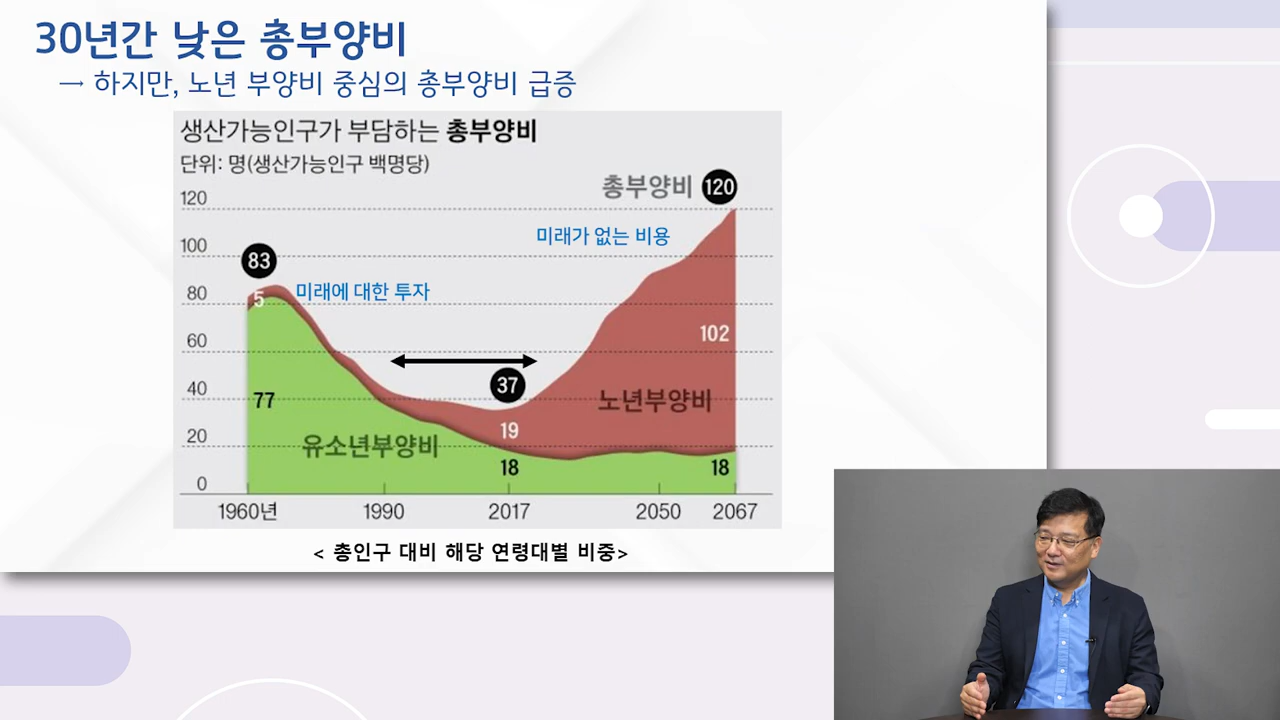 30년간 낮은 총부양비
→ 하지만, 노년 부양비 중심의 총부양비 급증
생산가능인구가 부담하는 총부양비
단위: 명(생산가능인구 백명당)
총부양비 120
120
미래가 없는 비용
100
83
미래에 대한 투자
80
5
102
60
37
40
77
노년부양비
19
20
유소년부양비
18
18
0
1960년 1990 2017 2050 2067
< 총인구 대비 해당 연령대별 비중>